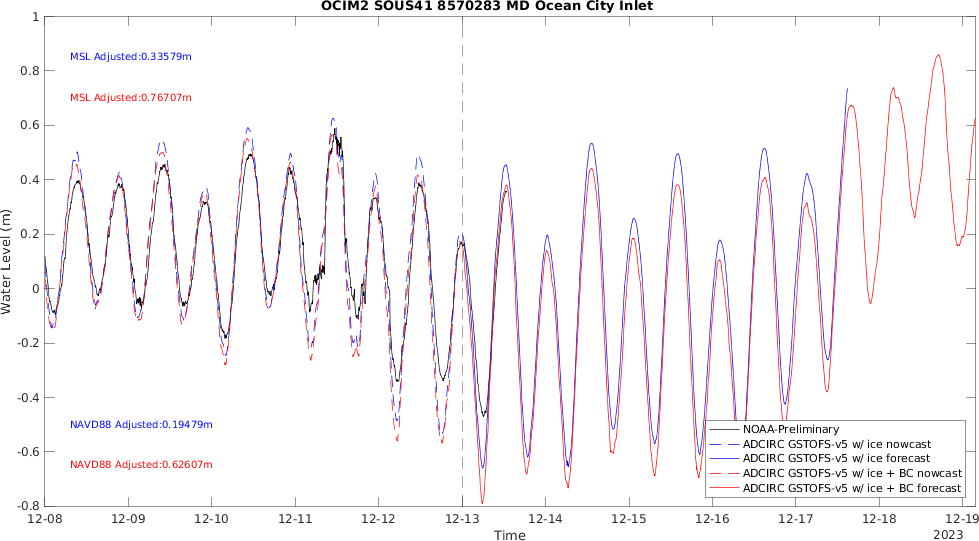 OCIM2 SOUS41 8570283 MD Ocean City Inlet
1
0.8
0.6
0.4
0.2
0
-0.2
-0.4
-0.6
-0.8
Water Level (m)
MSL Adjusted:0.33579m
MSL Adjusted:0.76707m
NAVD88 Adjusted:0.19479m
NAVD88 Adjusted:0.62607m
NOAA-Preliminary
ADCIRC GSTOFS-v5 w/ ice nowcast
ADCIRC GSTOFS-v5 w/ ice forecast
ADCIRC GSTOFS-v5 w/ ice + BC nowcast
ADCIRC GSTOFS-v5 w/ ice + BC forecast
12-08 12-09 12-10 12-11 12-12 12-13 12-14 12-15 12-16 12-17 12-18 12-19
Time
2023